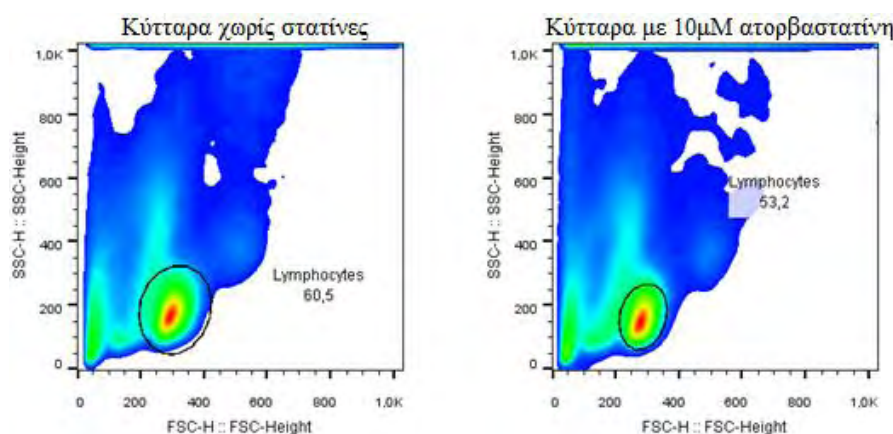 Κύτταρα χωρίς στατίνες
1,0K
800
600
400
200
0
SSC-H :: SSC-Height
Lymphocytes
60,5
0 200 400 600 800 1,0K
FSC-H :: FSC-Height
Κύτταρα με 10μΜ ατορβαστατίνη
1,0K
800
600
400
200
0
SSC-H :: SSC-Height
Lymphocytes
53,2
0 200 400 600 800 1,0K
FSC-H :: FSC-Height